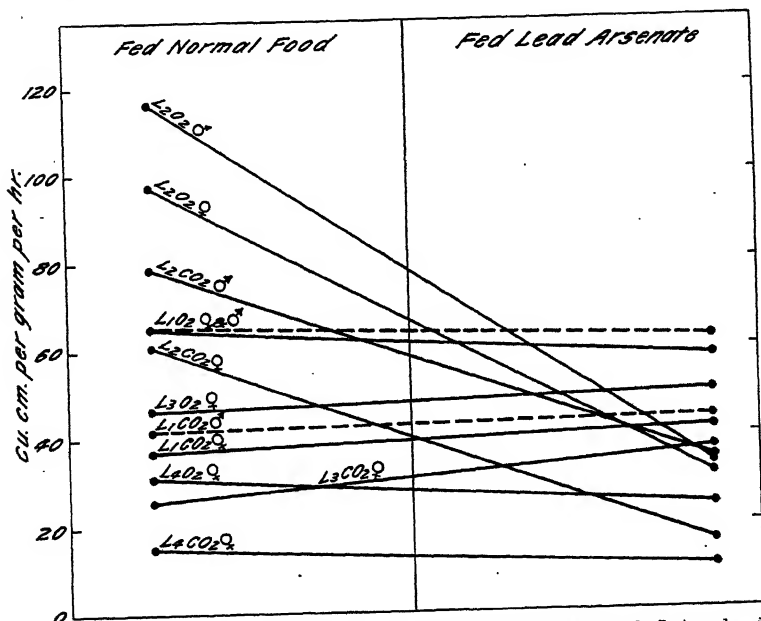 Fed Normal Food
Fed Lead Arsenate
Cu. cm. per gram per hr.
120
100
80
60
40
20
0
L2O2♂
L2O2♀
L2CO2♂
L1O2♀&♂
L2CO2♀
L3O2♀
L1CO2♂
L1CO2♀
L4O2♀
L3CO2♀
L4CO2♀